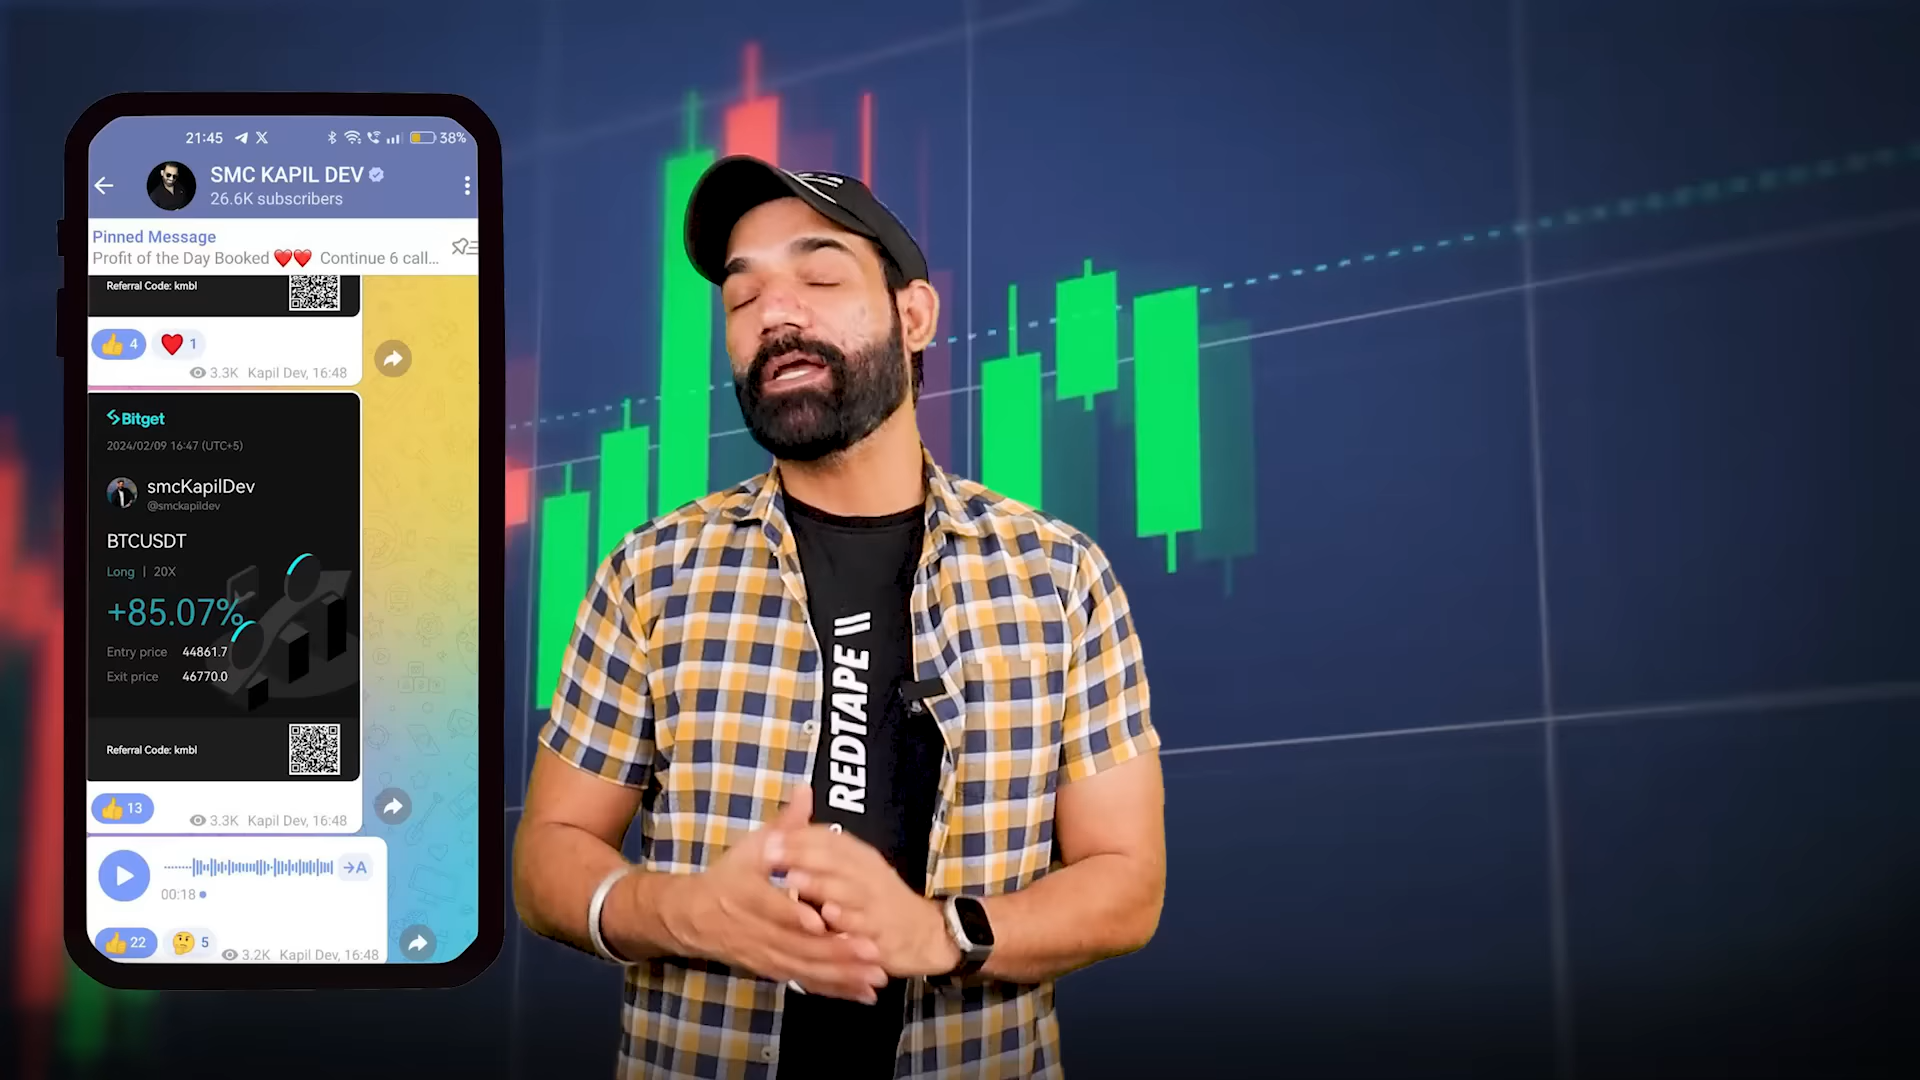 21:45
38%
SMC KAPIL DEV
26.6K subscribers
Pinned Message
Profit of the Day Booked ❤️❤️ Continue 6 call...
Referral Code: kmbl
👍 4 ❤️ 1
3.3K Kapil Dev, 16:48
Bitget
2024/02/09 16:47 (UTC+5)
smcKapilDev
@smckapildev
BTCUSDT
Long | 20X
+85.07%
Entry price 44861.7
Exit price 46770.0
Referral Code: kmbl
👍 13
3.3K Kapil Dev, 16:48
→A
00:18
👍 22 🤔 5
3.2K Kapil Dev, 16:48
REDTAPE \\